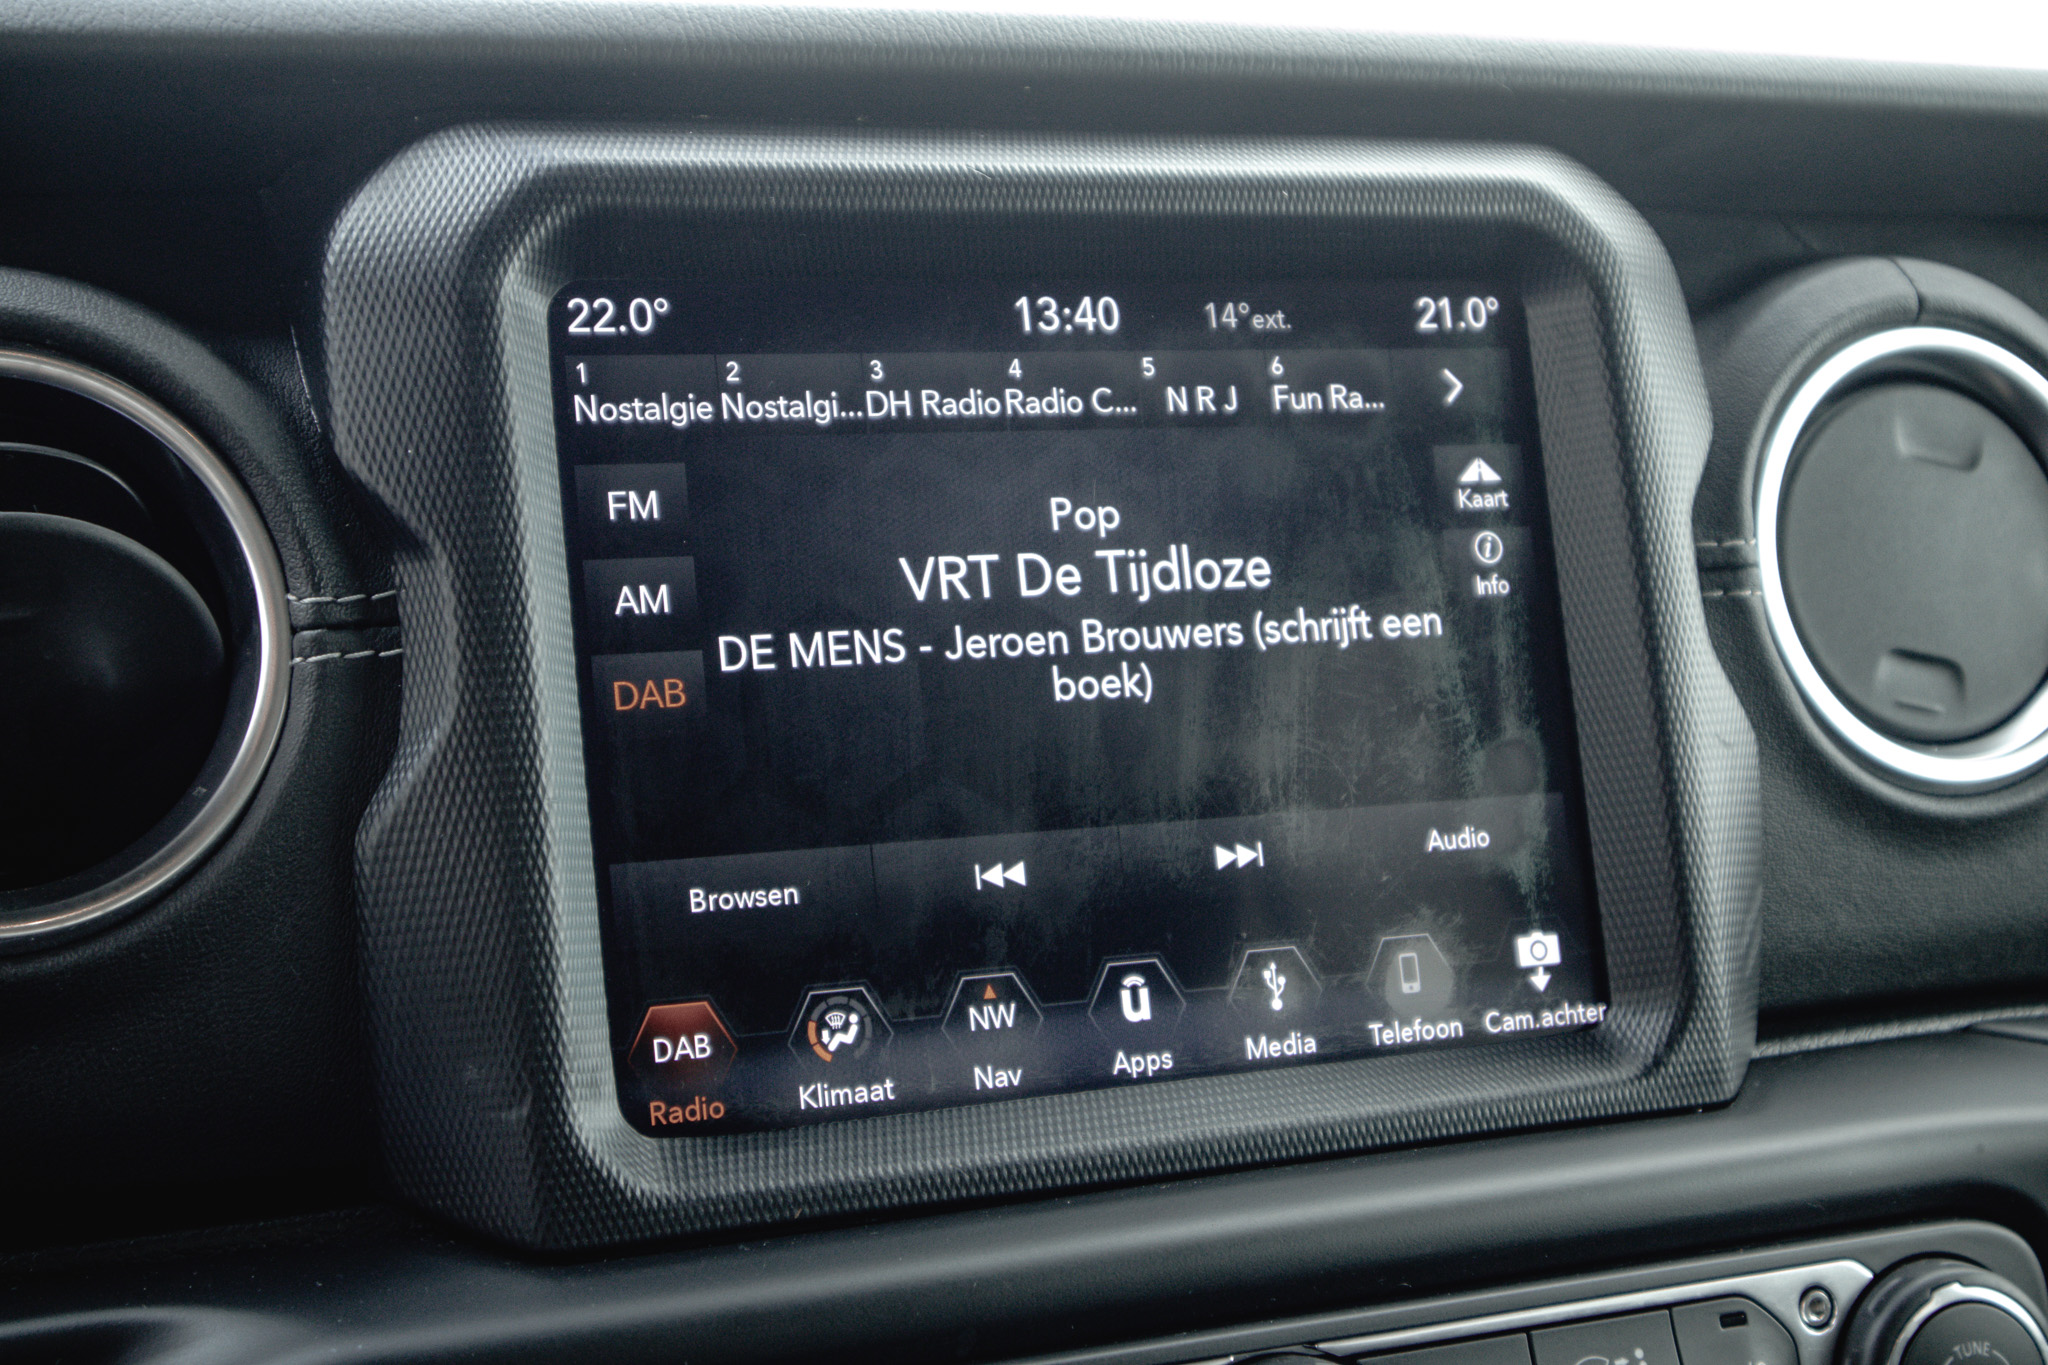 22.0° 13:40 14°ext. 21.0°
1 2 3 4 5 6
Nostalgie Nostalgi... DH Radio Radio C... N R J Fun Ra...
FM
AM
DAB
Pop
VRT De Tijdloze
DE MENS - Jeroen Brouwers (schrijft een
boek)
Kaart
Info
Browsen
Audio
DAB
Radio
Klimaat
NW
Nav
u
Apps
Media
Telefoon
Cam.achter
TUNE